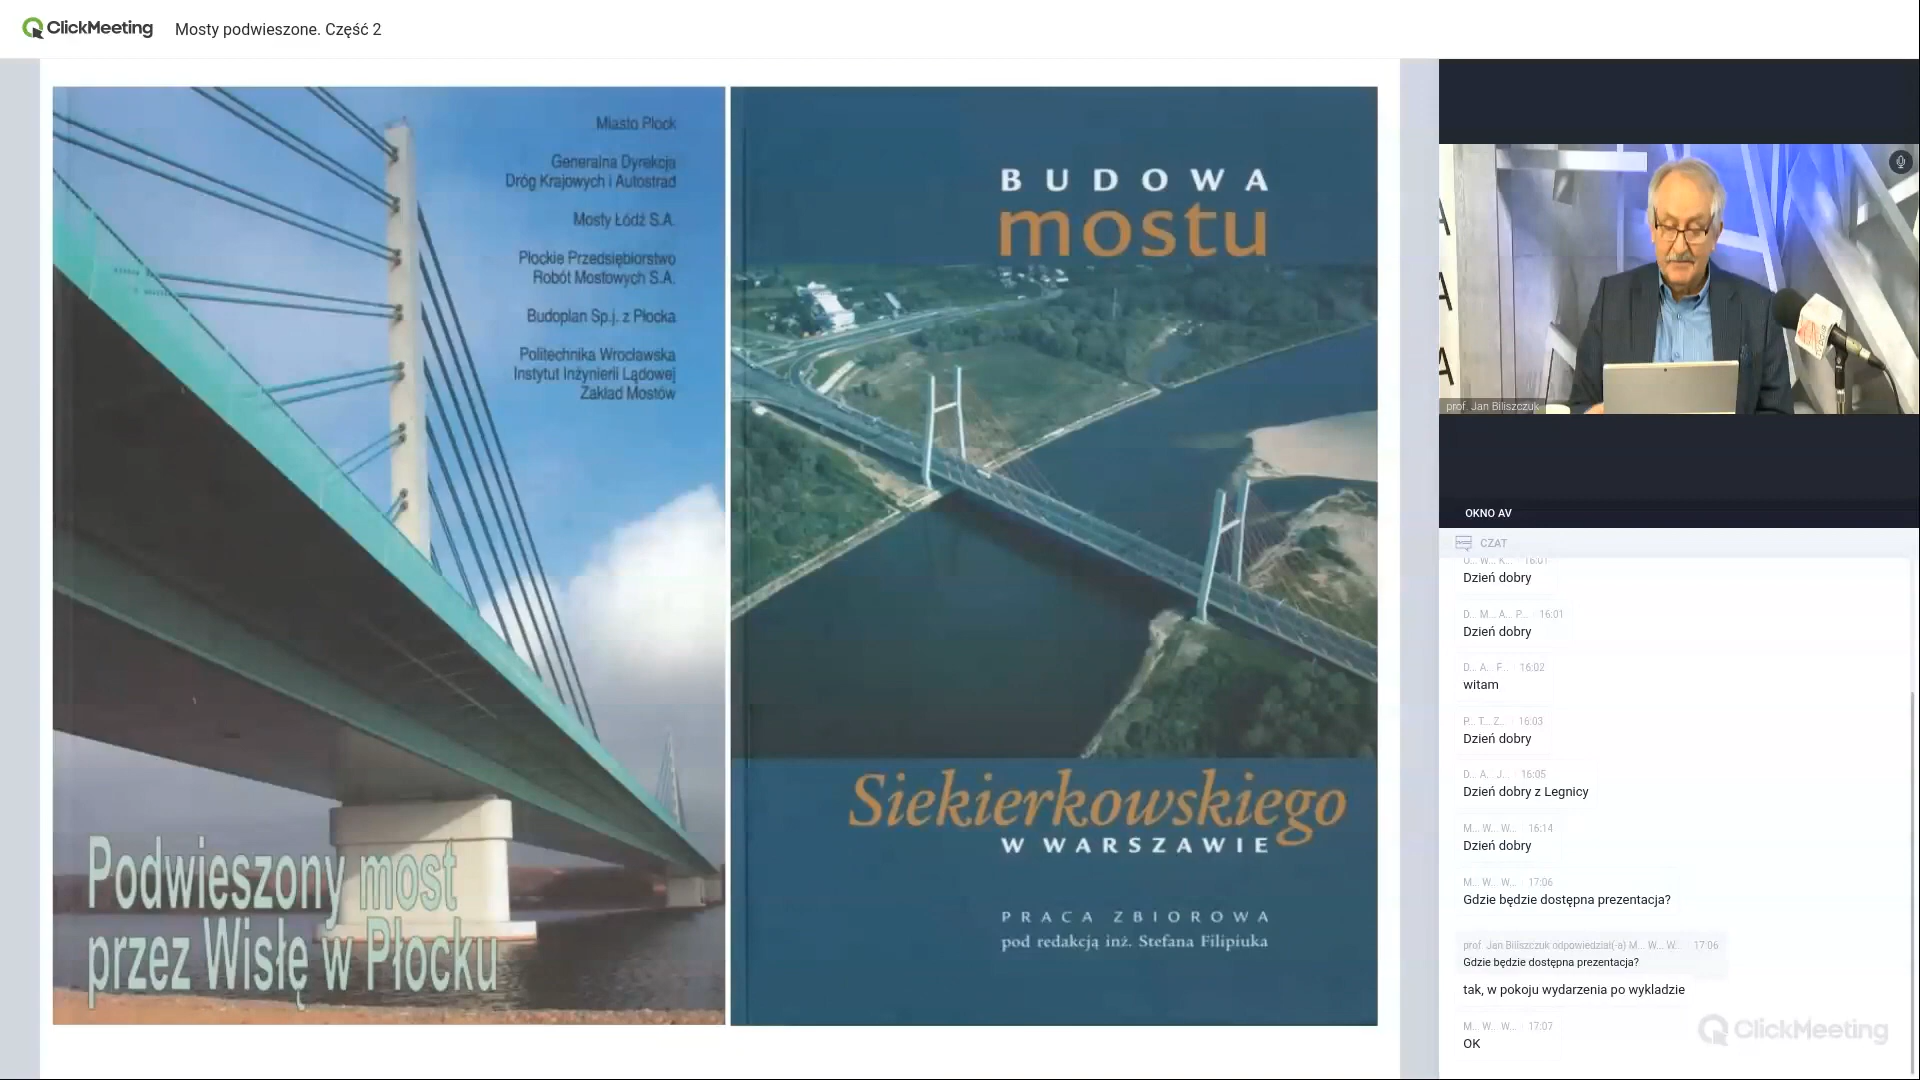 ClickMeeting
Mosty podwieszone. Część 2
Miasto Płock
Generalna Dyrekcja
Dróg Krajowych i Autostrad
Mosty Łódź S.A.
Płockie Przedsiębiorstwo
Robót Mostowych S.A.
Budoplan Sp.j. z Płocka
Politechnika Wrocławska
Instytut Inżynierii Lądowej
Zakład Mostów
Podwieszony most
przez Wisłę w Płocku
BUDOWA
mostu
Siekierkowskiego
W WARSZAWIE
PRACA ZBIOROWA
pod redakcją inż. Stefana Filipiuka
prof. Jan Biliszczuk
OKNO AV
CZAT
16:01
Dzień dobry
D... M... A... P... 16:01
Dzień dobry
D... A... F... 16:02
witam
P... T... Z... 16:03
Dzień dobry
D... A... J... 16:05
Dzień dobry z Legnicy
M... W... W... 16:14
Dzień dobry
M... W... W... 17:06
Gdzie będzie dostępna prezentacja?
prof. Jan Biliszczuk odpowiedział(-a) M... W... W... 17:06
Gdzie będzie dostępna prezentacja?
tak, w pokoju wydarzenia po wykladzie
M... W... W... 17:07
OK
ClickMeeting